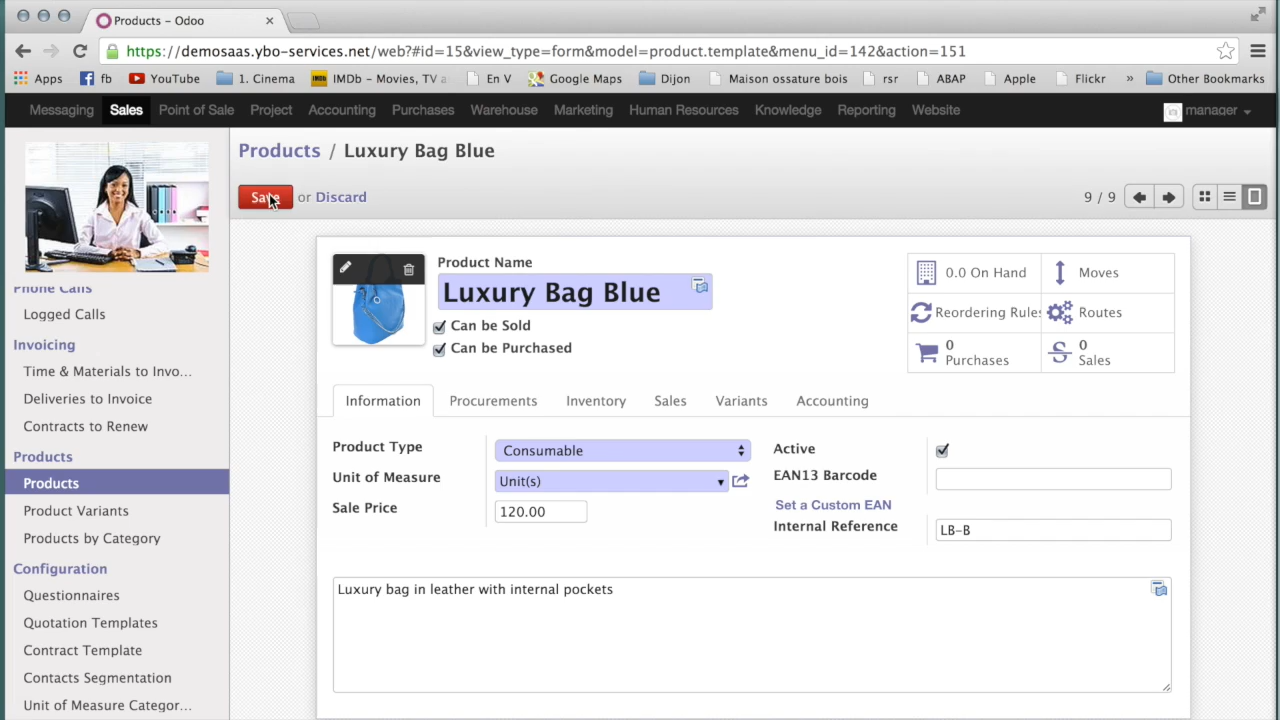 Products – Odoo
https://demosaas.ybo-services.net/web?#id=15&view_type=form&model=product.template&menu_id=142&action=151
Apps fb YouTube 1. Cinema IMDb - Movies, TV a En V Google Maps Dijon Maison ossature bois rsr ABAP Apple Flickr » Other Bookmarks
Messaging Sales Point of Sale Project Accounting Purchases Warehouse Marketing Human Resources Knowledge Reporting Website manager
Products / Luxury Bag Blue
Save or Discard
9 / 9
Phone Calls
Logged Calls
Invoicing
Time & Materials to Invo...
Deliveries to Invoice
Contracts to Renew
Products
Products
Product Variants
Products by Category
Configuration
Questionnaires
Quotation Templates
Contract Template
Contacts Segmentation
Unit of Measure Categor...
Product Name
Luxury Bag Blue
Can be Sold
Can be Purchased
0.0 On Hand
Moves
Reordering Rules
Routes
0 Purchases
0 Sales
Information Procurements Inventory Sales Variants Accounting
Product Type Consumable
Unit of Measure Unit(s)
Sale Price 120.00
Active
EAN13 Barcode
Set a Custom EAN
Internal Reference LB-B
Luxury bag in leather with internal pockets